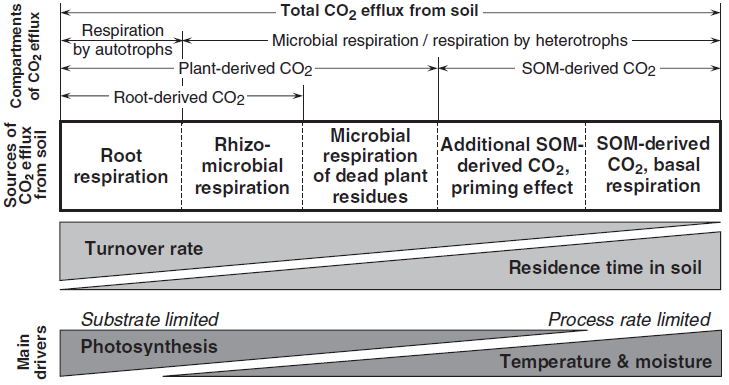 Compartments
of CO2 efflux
Total CO2 efflux from soil
Respiration
by autotrophs
Microbial respiration / respiration by heterotrophs
Plant-derived CO2
SOM-derived CO2
Root-derived CO2
Sources of
CO2 efflux
from soil
Root
respiration
Rhizo-
microbial
respiration
Microbial
respiration
of dead plant
residues
Additional SOM-
derived CO2,
priming effect
SOM-derived
CO2, basal
respiration
Turnover rate
Residence time in soil
Main
drivers
Substrate limited
Process rate limited
Photosynthesis
Temperature & moisture